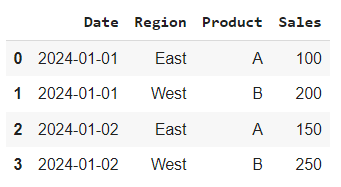 Date Region Product Sales
0 2024-01-01 East A 100
1 2024-01-01 West B 200
2 2024-01-02 East A 150
3 2024-01-02 West B 250